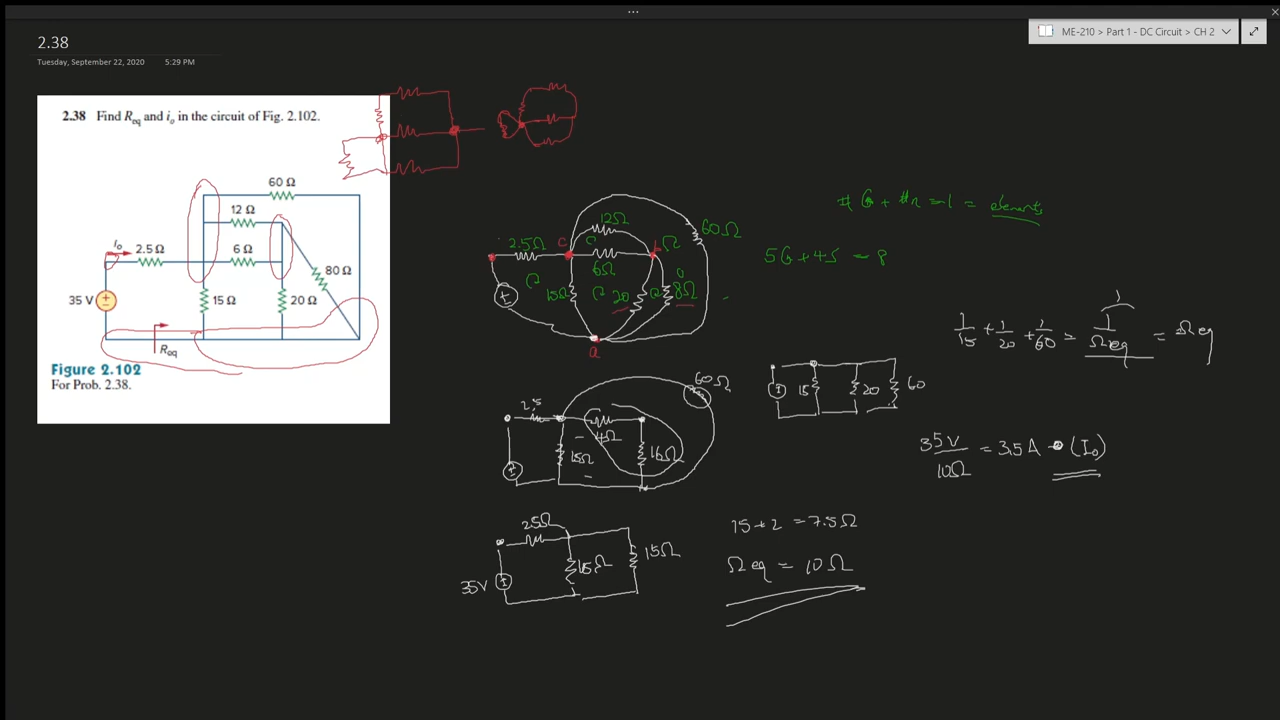 ...
2.38
Tuesday, September 22, 2020 5:29 PM
ME-210 > Part 1 - DC Circuit > CH 2
2.38 Find Req and io in the circuit of Fig. 2.102.
60 Ω
12 Ω
io 2.5 Ω
6 Ω
80 Ω
35 V
15 Ω
20 Ω
Req
Figure 2.102
For Prob. 2.38.
2.5Ω
C
12Ω
60Ω
6Ω
b
15Ω
20
8Ω
a
# G + #n - 1 = elements
5G + 4S = 8
1/15 + 1/20 + 1/60 = 1/Ωeq = Ωeq
2.5
4Ω
60Ω
15Ω
16Ω
15
20
60
35V/10Ω = 3.5A (Io)
25Ω
35V
15Ω
15Ω
15÷2 = 7.5Ω
Ωeq = 10Ω